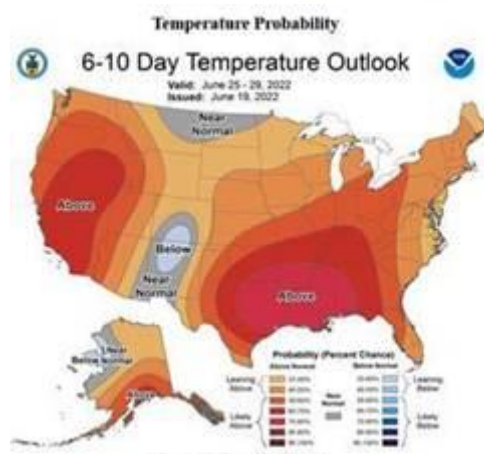 Temperature Probability
6-10 Day Temperature Outlook
Valid: June 25 - 29, 2022
Issued: June 19, 2022
Near
Normal
Above
Below
Near
Normal
Above
Near
Below Normal
Above
Probability (Percent Chance)
Above Normal
Below Normal
Leaning
Above
Likely
Above
Near
Normal
Leaning
Below
Likely
Below